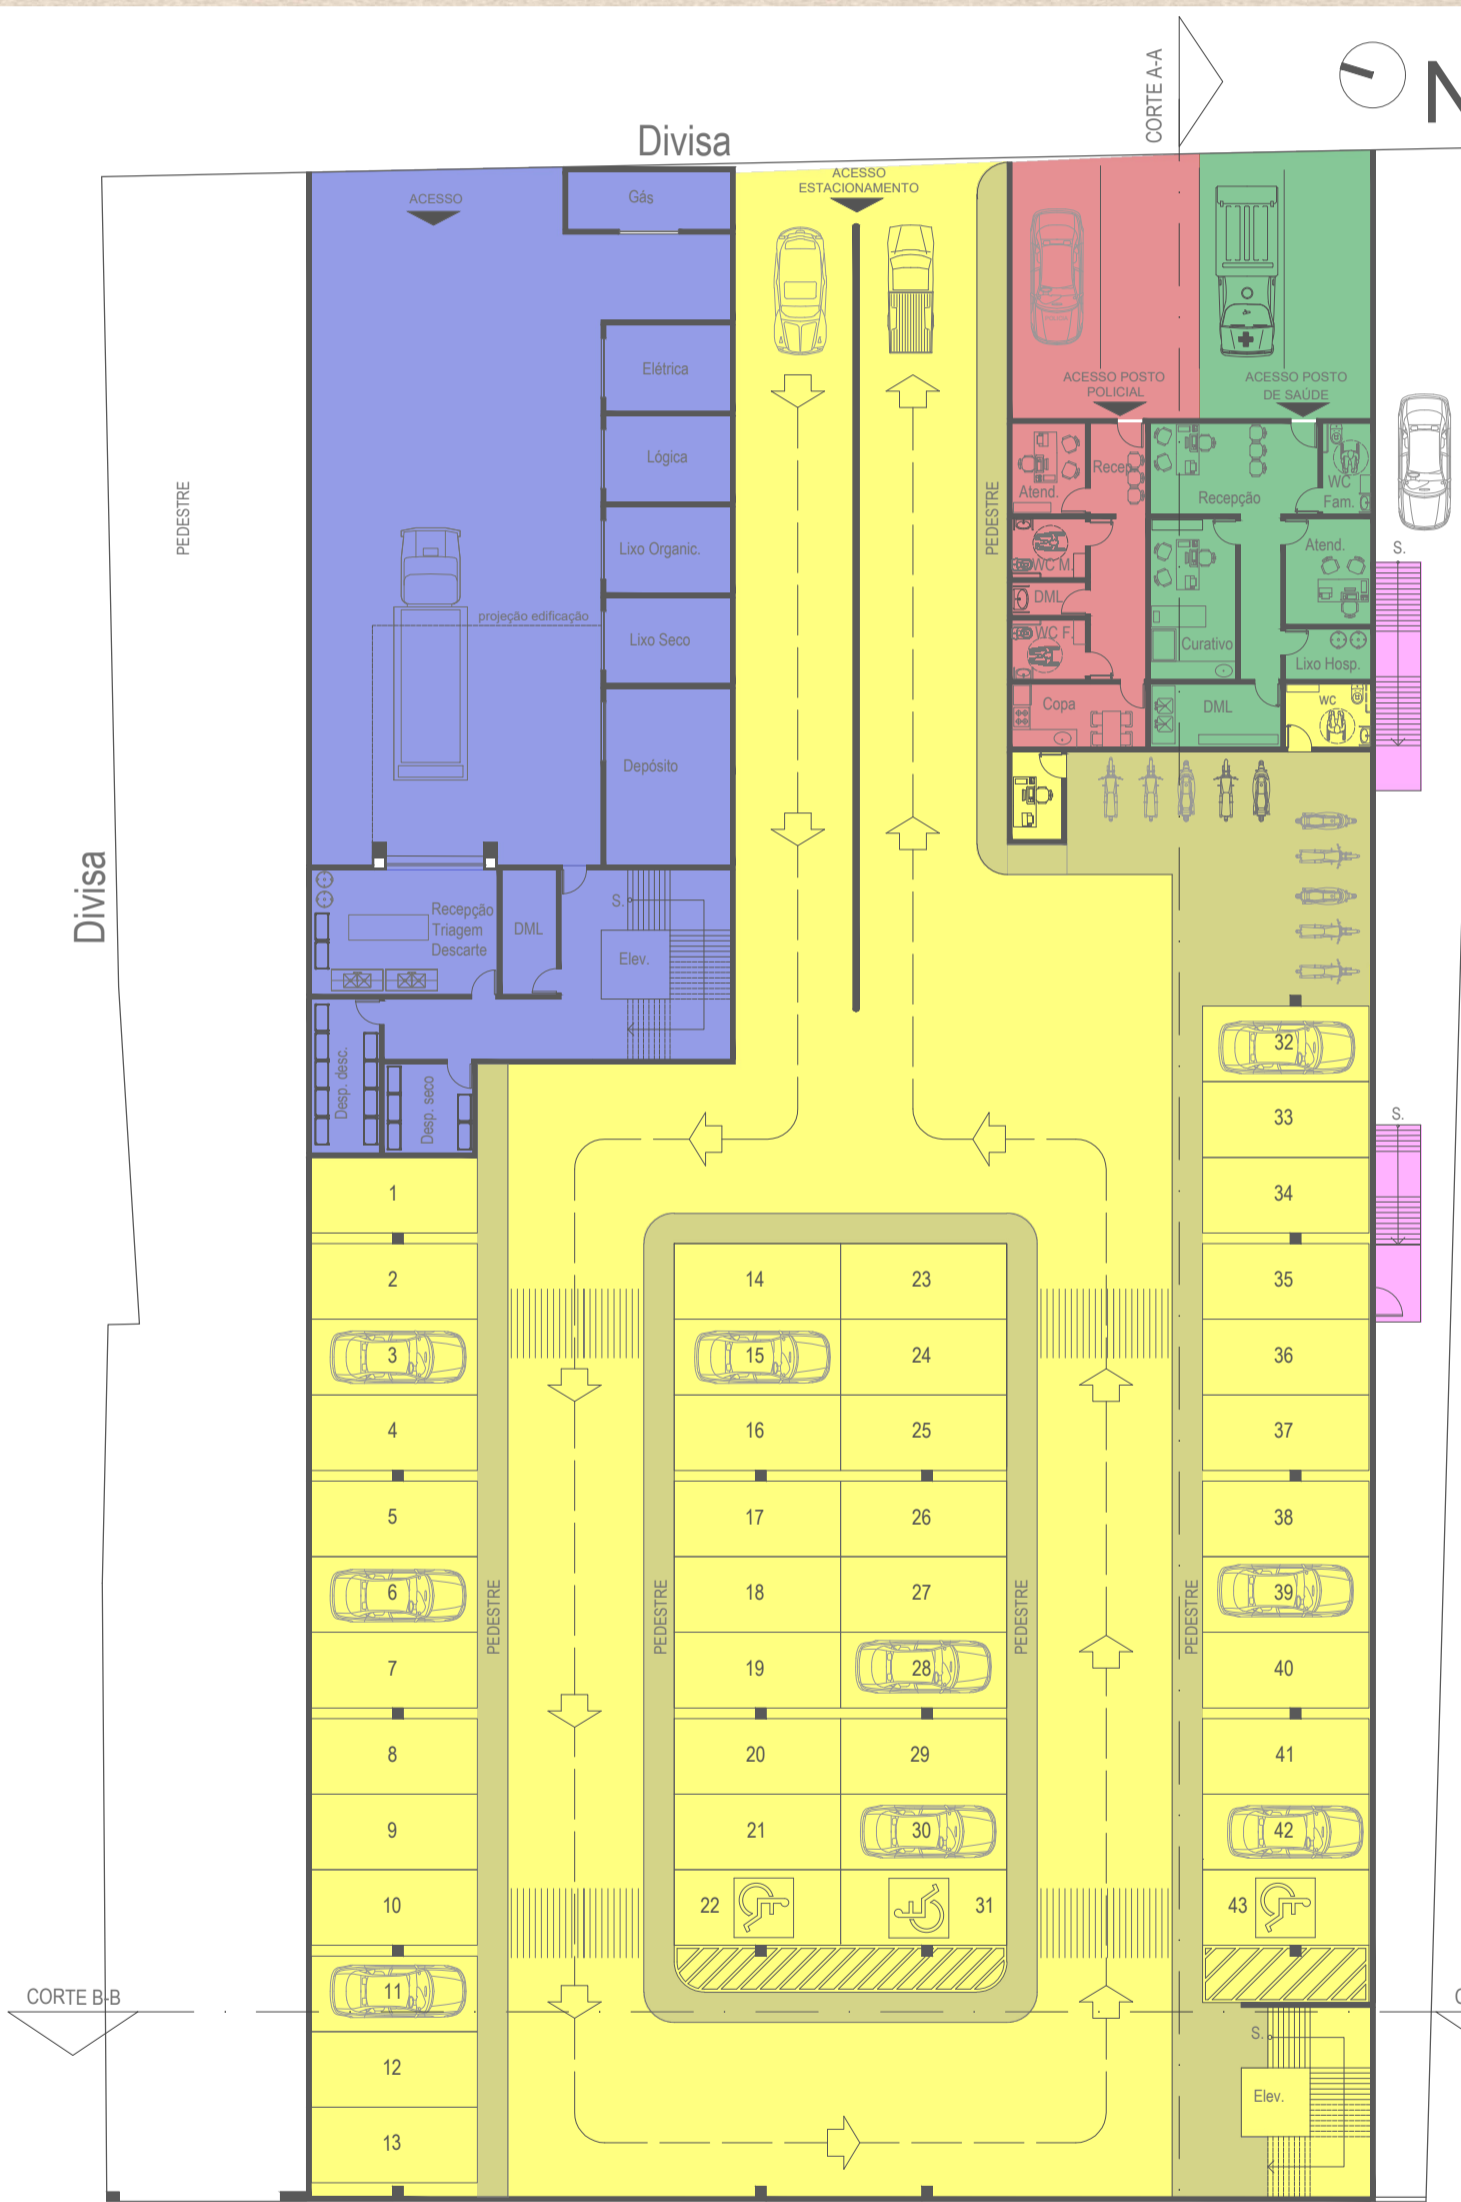 CORTE A-A
N
Divisa
ACESSO
ESTACIONAMENTO
Gás
ACESSO
Elétrica
ACESSO POSTO
POLICIAL
ACESSO POSTO
DE SAÚDE
Lógica
Recep.
Atend.
Recepção
WC
Fam.
PEDESTRE
PEDESTRE
Lixo Organic.
WC M.
Atend.
S.
projeção edificação
DML
Lixo Seco
WC F.
Curativo
Lixo Hosp.
Copa
DML
WC
Depósito
Divisa
Recepção
Triagem
Descarte
DML
S.
Elev.
32
Desp. desc.
Desp. seco
33
S.
1
34
2
14
23
35
3
15
24
36
4
16
25
37
5
17
26
38
6
18
27
39
PEDESTRE
PEDESTRE
PEDESTRE
PEDESTRE
7
19
28
40
8
20
29
41
9
21
30
42
10
22
31
43
11
CORTE B-B
S.
12
Elev.
13